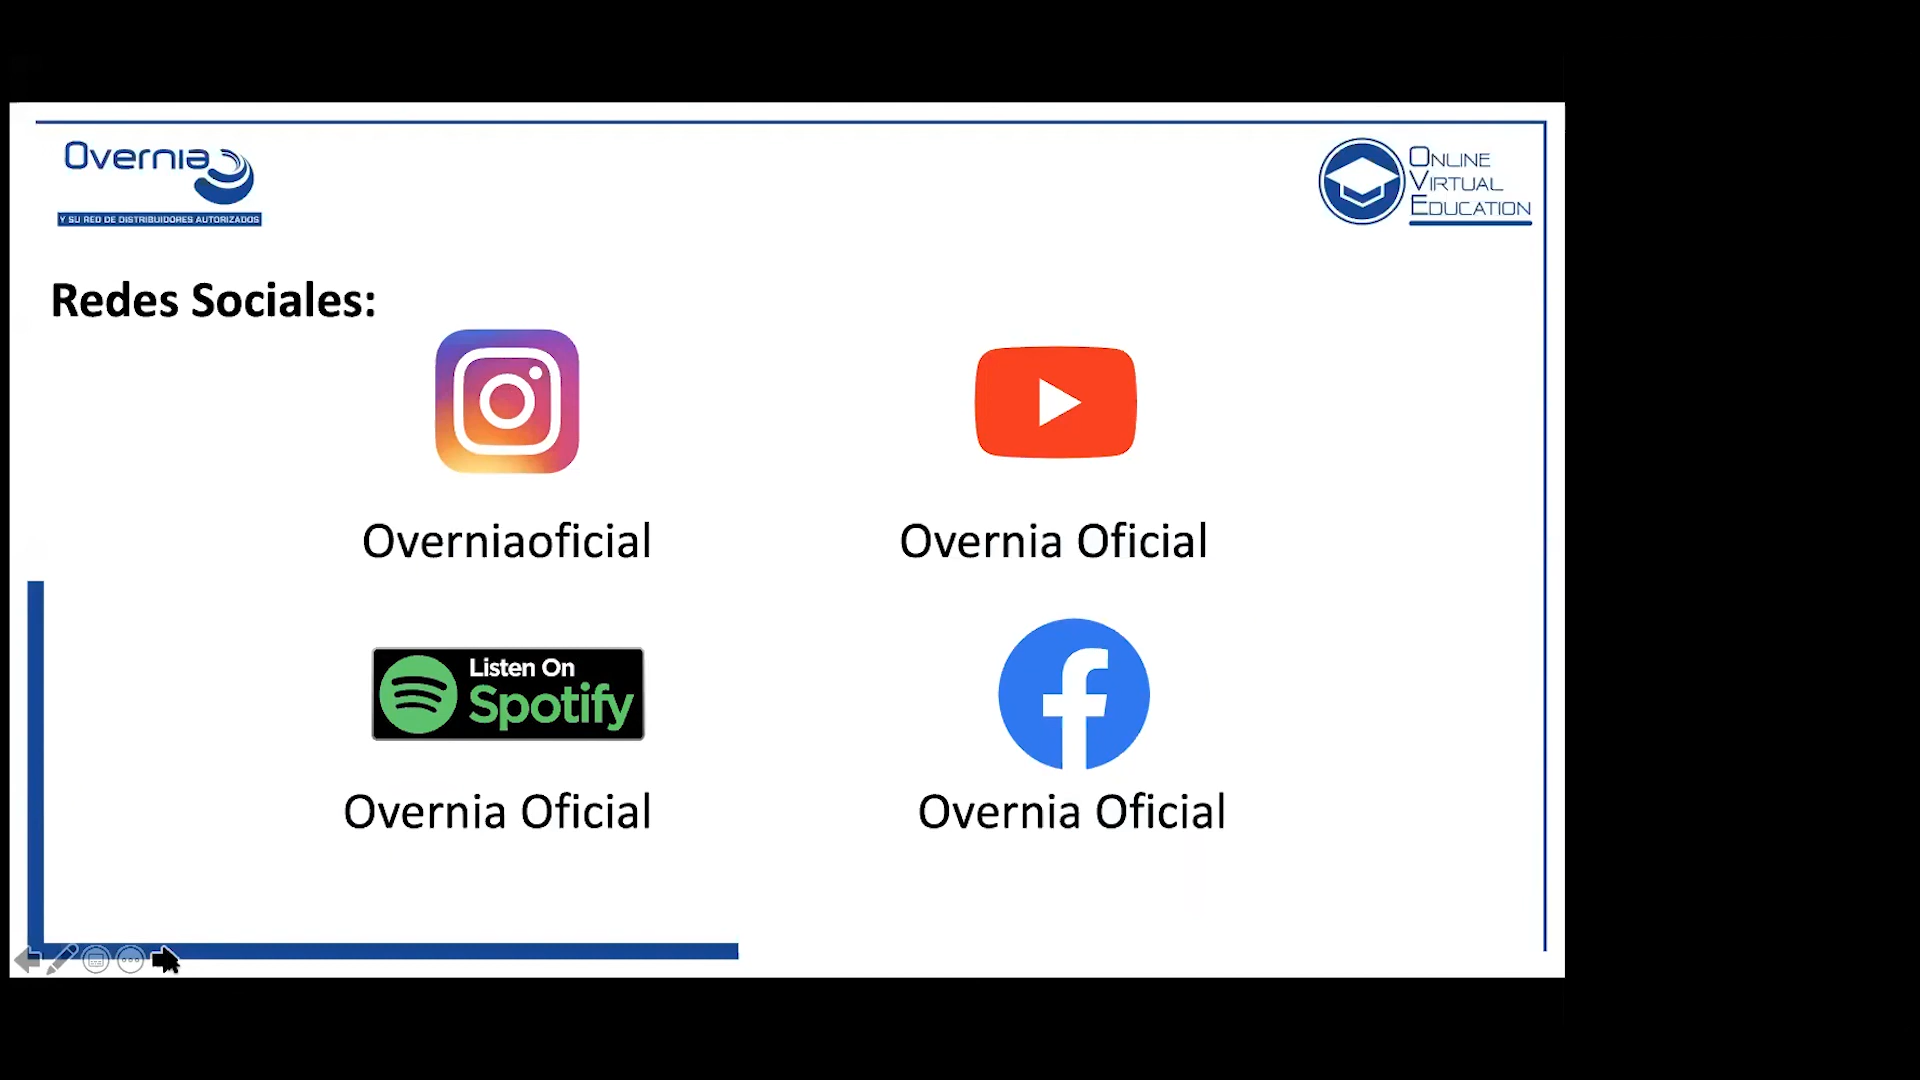 Overnia
Y SU RED DE DISTRIBUIDORES AUTORIZADOS
ONLINE
VIRTUAL
EDUCATION
Redes Sociales:
Overniaoficial
Overnia Oficial
Listen On
Spotify
Overnia Oficial
Overnia Oficial